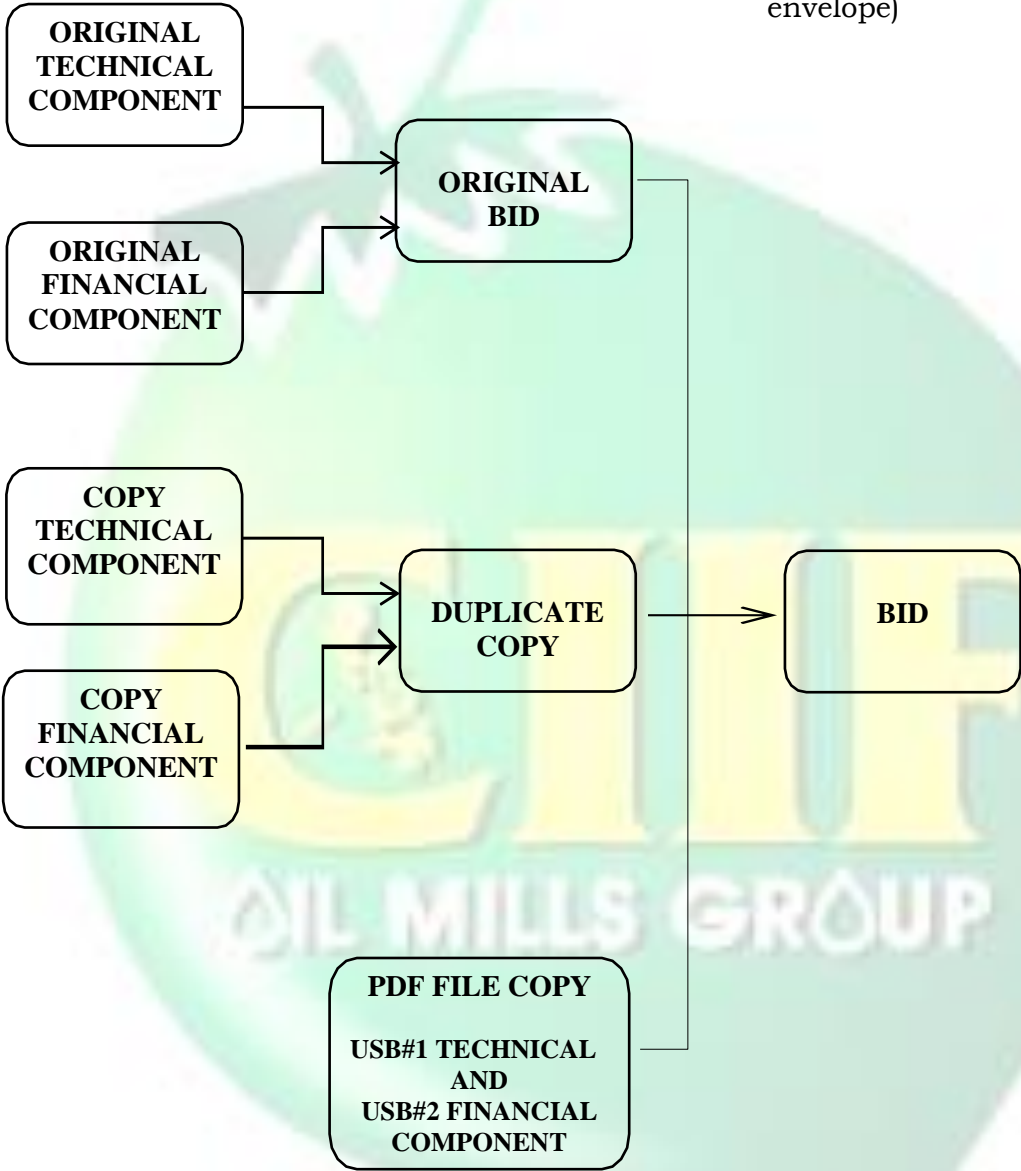 envelope)
ORIGINAL
TECHNICAL
COMPONENT
ORIGINAL
BID
ORIGINAL
FINANCIAL
COMPONENT
COPY
TECHNICAL
COMPONENT
DUPLICATE
COPY
BID
COPY
FINANCIAL
COMPONENT
CIIF
OIL MILLS GROUP
PDF FILE COPY
USB#1 TECHNICAL
AND
USB#2 FINANCIAL
COMPONENT